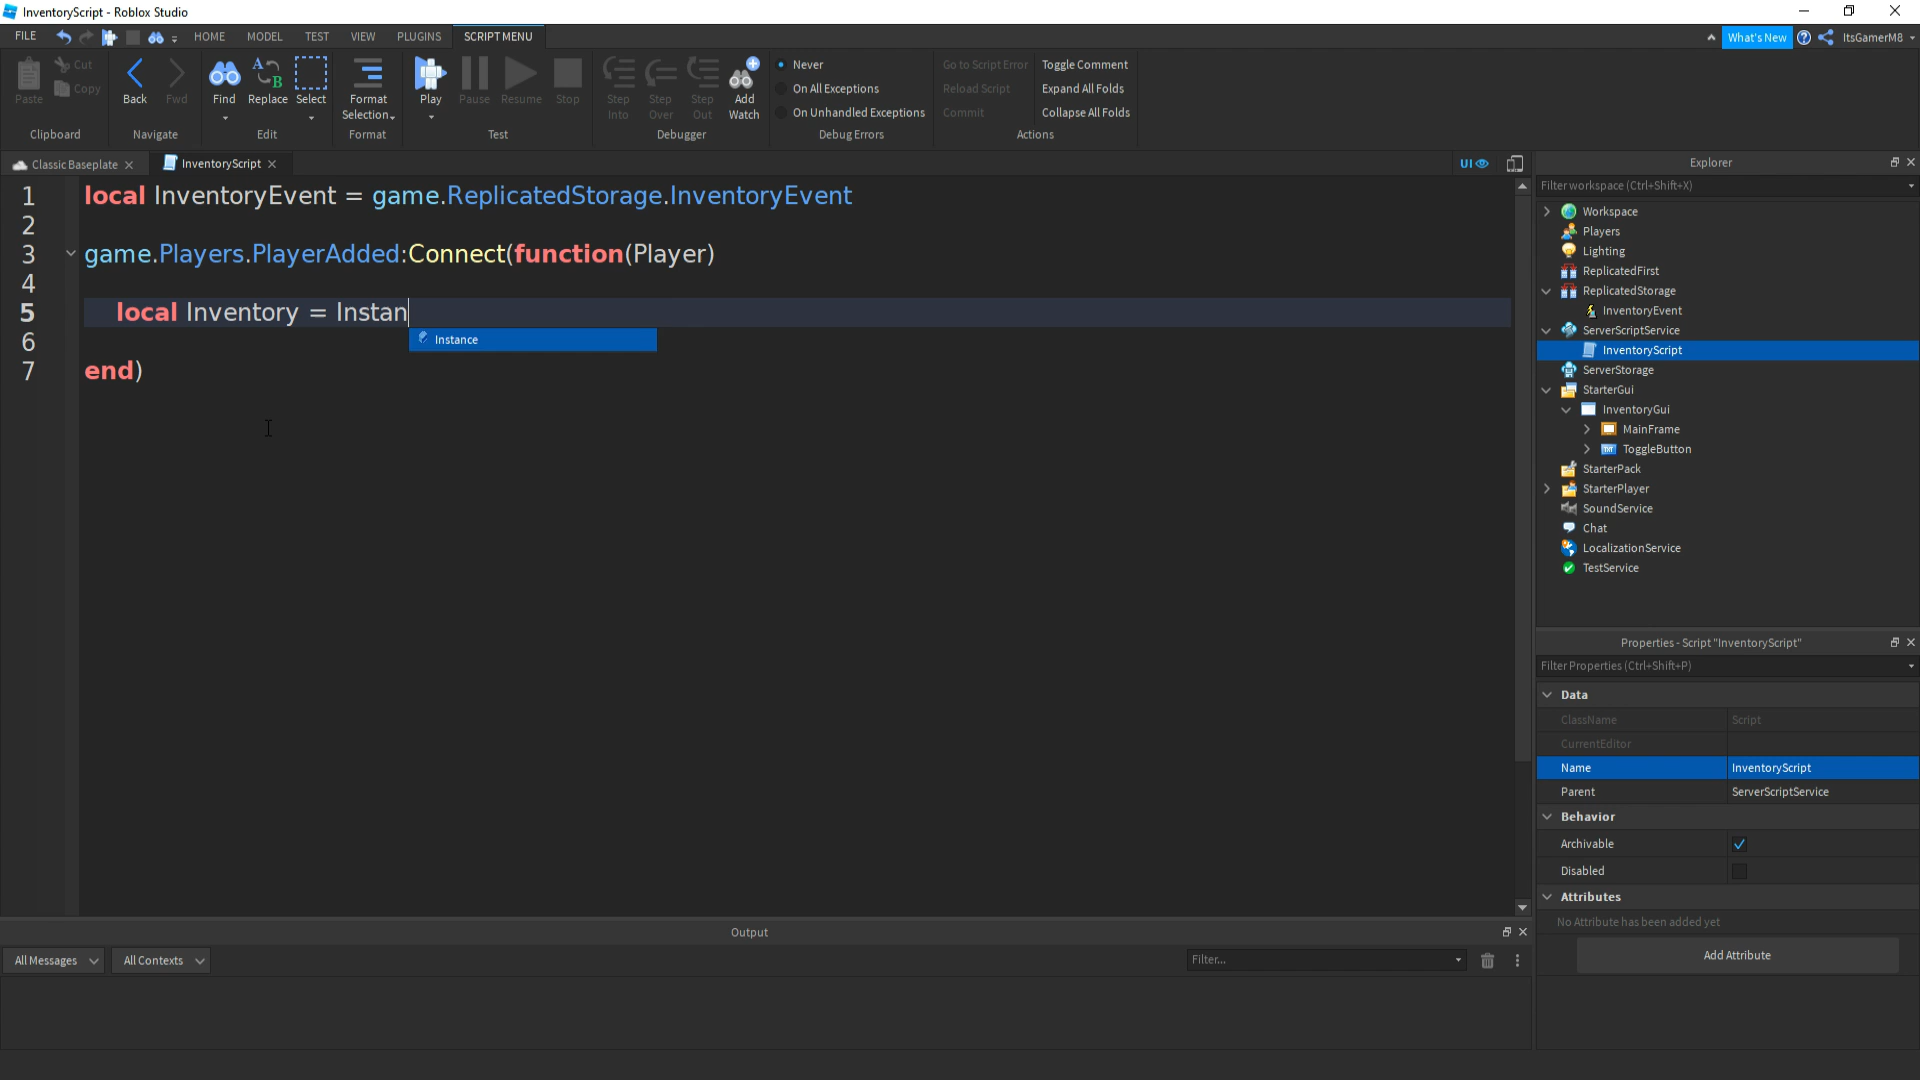 InventoryScript - Roblox Studio
FILE HOME MODEL TEST VIEW PLUGINS SCRIPT MENU What's New ItsGamerM8
Paste Cut Copy Clipboard
Back Fwd Navigate
Find Replace Select Edit
Format Selection Format
Play Pause Resume Stop Test
Step Into Step Over Step Out Add Watch Debugger
Never
On All Exceptions
On Unhandled Exceptions
Debug Errors
Go to Script Error Toggle Comment
Reload Script Expand All Folds
Commit Collapse All Folds
Actions
Classic Baseplate InventoryScript UI
1 local InventoryEvent = game.ReplicatedStorage.InventoryEvent
2
3 game.Players.PlayerAdded:Connect(function(Player)
4
5 local Inventory = Instan
Instance
6
7 end)
Output
All Messages All Contexts Filter...
Explorer
Filter workspace (Ctrl+Shift+X)
Workspace
Players
Lighting
ReplicatedFirst
ReplicatedStorage
InventoryEvent
ServerScriptService
InventoryScript
ServerStorage
StarterGui
InventoryGui
MainFrame
ToggleButton
StarterPack
StarterPlayer
SoundService
Chat
LocalizationService
TestService
Properties - Script "InventoryScript"
Filter Properties (Ctrl+Shift+P)
Data
ClassName Script
CurrentEditor
Name InventoryScript
Parent ServerScriptService
Behavior
Archivable
Disabled
Attributes
No Attribute has been added yet
Add Attribute